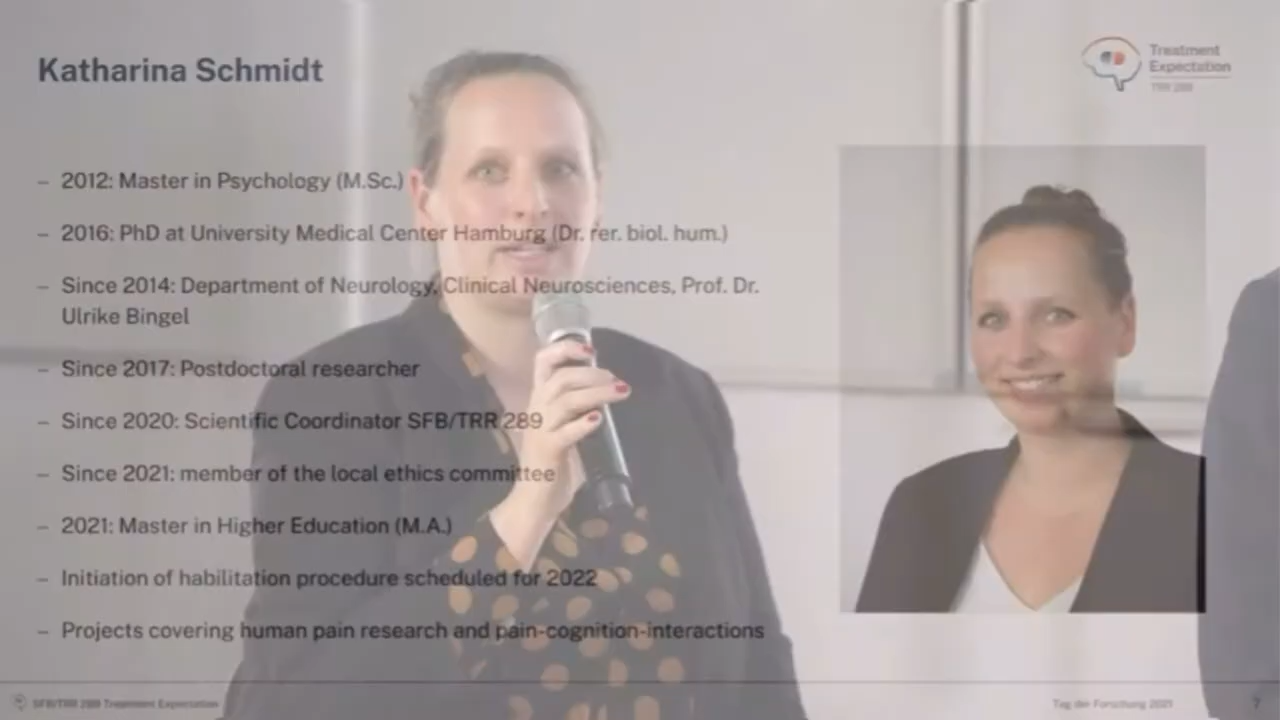 Katharina Schmidt
Treatment
Expectation
TRR 289
– 2012: Master in Psychology (M.Sc.)
– 2016: PhD at University Medical Center Hamburg (Dr. rer. biol. hum.)
– Since 2014: Department of Neurology, Clinical Neurosciences, Prof. Dr.
Ulrike Bingel
– Since 2017: Postdoctoral researcher
– Since 2020: Scientific Coordinator SFB/TRR 289
– Since 2021: member of the local ethics committee
– 2021: Master in Higher Education (M.A.)
– Initiation of habilitation procedure scheduled for 2022
– Projects covering human pain research and pain-cognition-interactions
SFB/TRR 289 Treatment Expectation
Tag der Forschung 2021
7